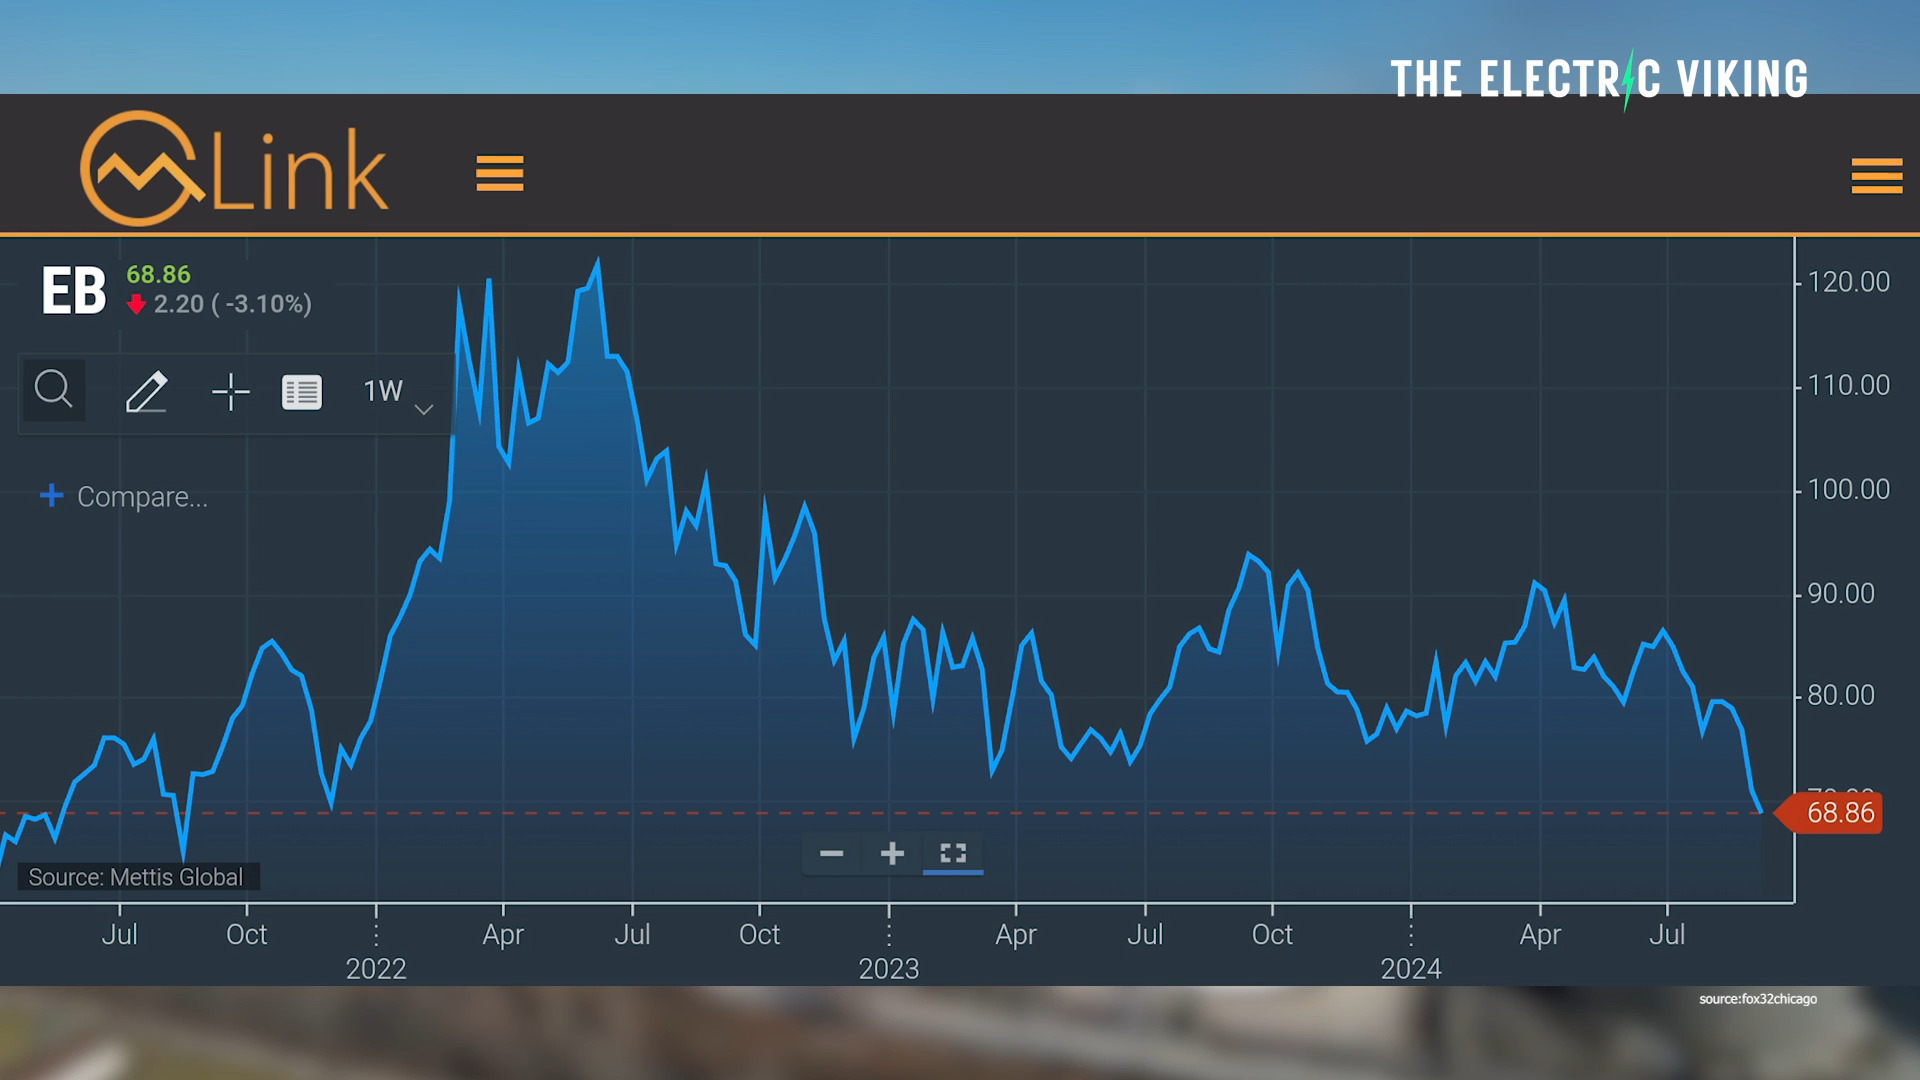 THE ELECTRIC VIKING
Link
EB
68.86
2.20 ( -3.10%)
1W
Compare...
120.00
110.00
100.00
90.00
80.00
68.86
Source: Mettis Global
Jul
Oct
Apr
Jul
Oct
Apr
Jul
Oct
Apr
Jul
2022
2023
2024
source:fox32chicago